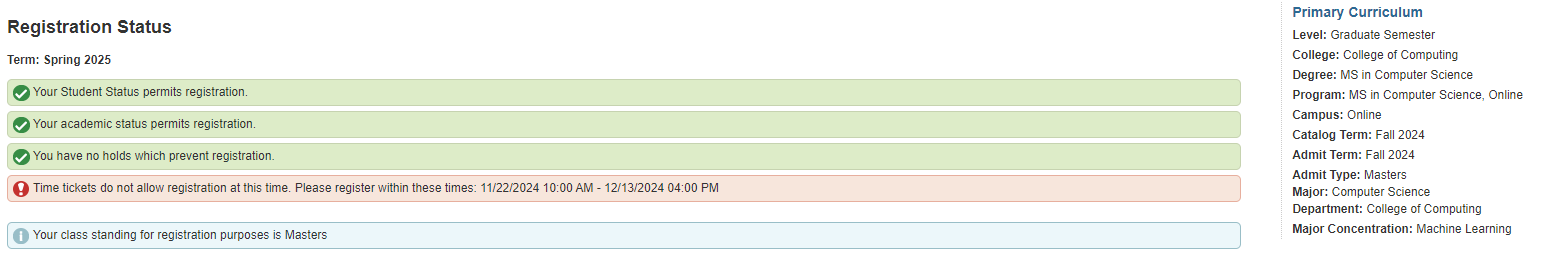 Registration Status
Term: Spring 2025
Your Student Status permits registration.
Your academic status permits registration.
You have no holds which prevent registration.
Time tickets do not allow registration at this time. Please register within these times: 11/22/2024 10:00 AM - 12/13/2024 04:00 PM
Your class standing for registration purposes is Masters
Primary Curriculum
Level: Graduate Semester
College: College of Computing
Degree: MS in Computer Science
Program: MS in Computer Science, Online
Campus: Online
Catalog Term: Fall 2024
Admit Term: Fall 2024
Admit Type: Masters
Major: Computer Science
Department: College of Computing
Major Concentration: Machine Learning